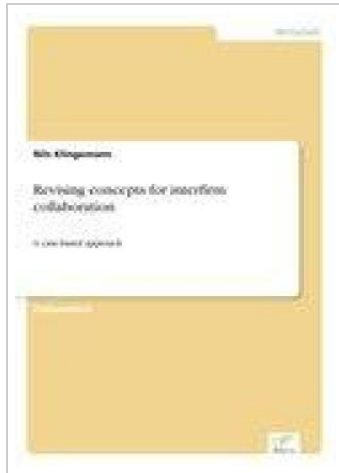 Nils Klingemann
Revising concepts for interfirm
collaboration
A case based approach